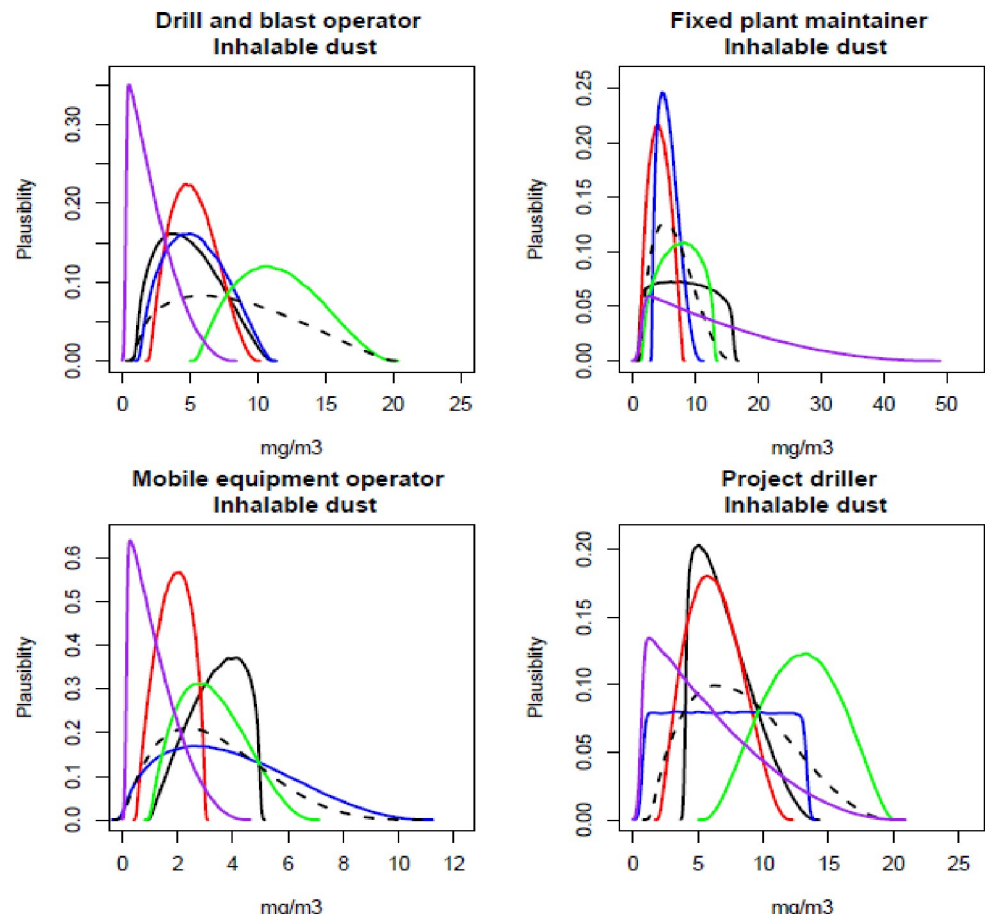 Drill and blast operator
Inhalable dust
Plausiblity
0.00
0.10
0.20
0.30
0
5
10
15
20
25
mg/m3
Fixed plant maintainer
Inhalable dust
Plausiblity
0.00
0.05
0.10
0.15
0.20
0.25
0
10
20
30
40
50
mg/m3
Mobile equipment operator
Inhalable dust
Plausiblity
0.0
0.1
0.2
0.3
0.4
0.5
0.6
0
2
4
6
8
10
12
mg/m3
Project driller
Inhalable dust
Plausiblity
0.00
0.05
0.10
0.15
0.20
0
5
10
15
20
25
mg/m3